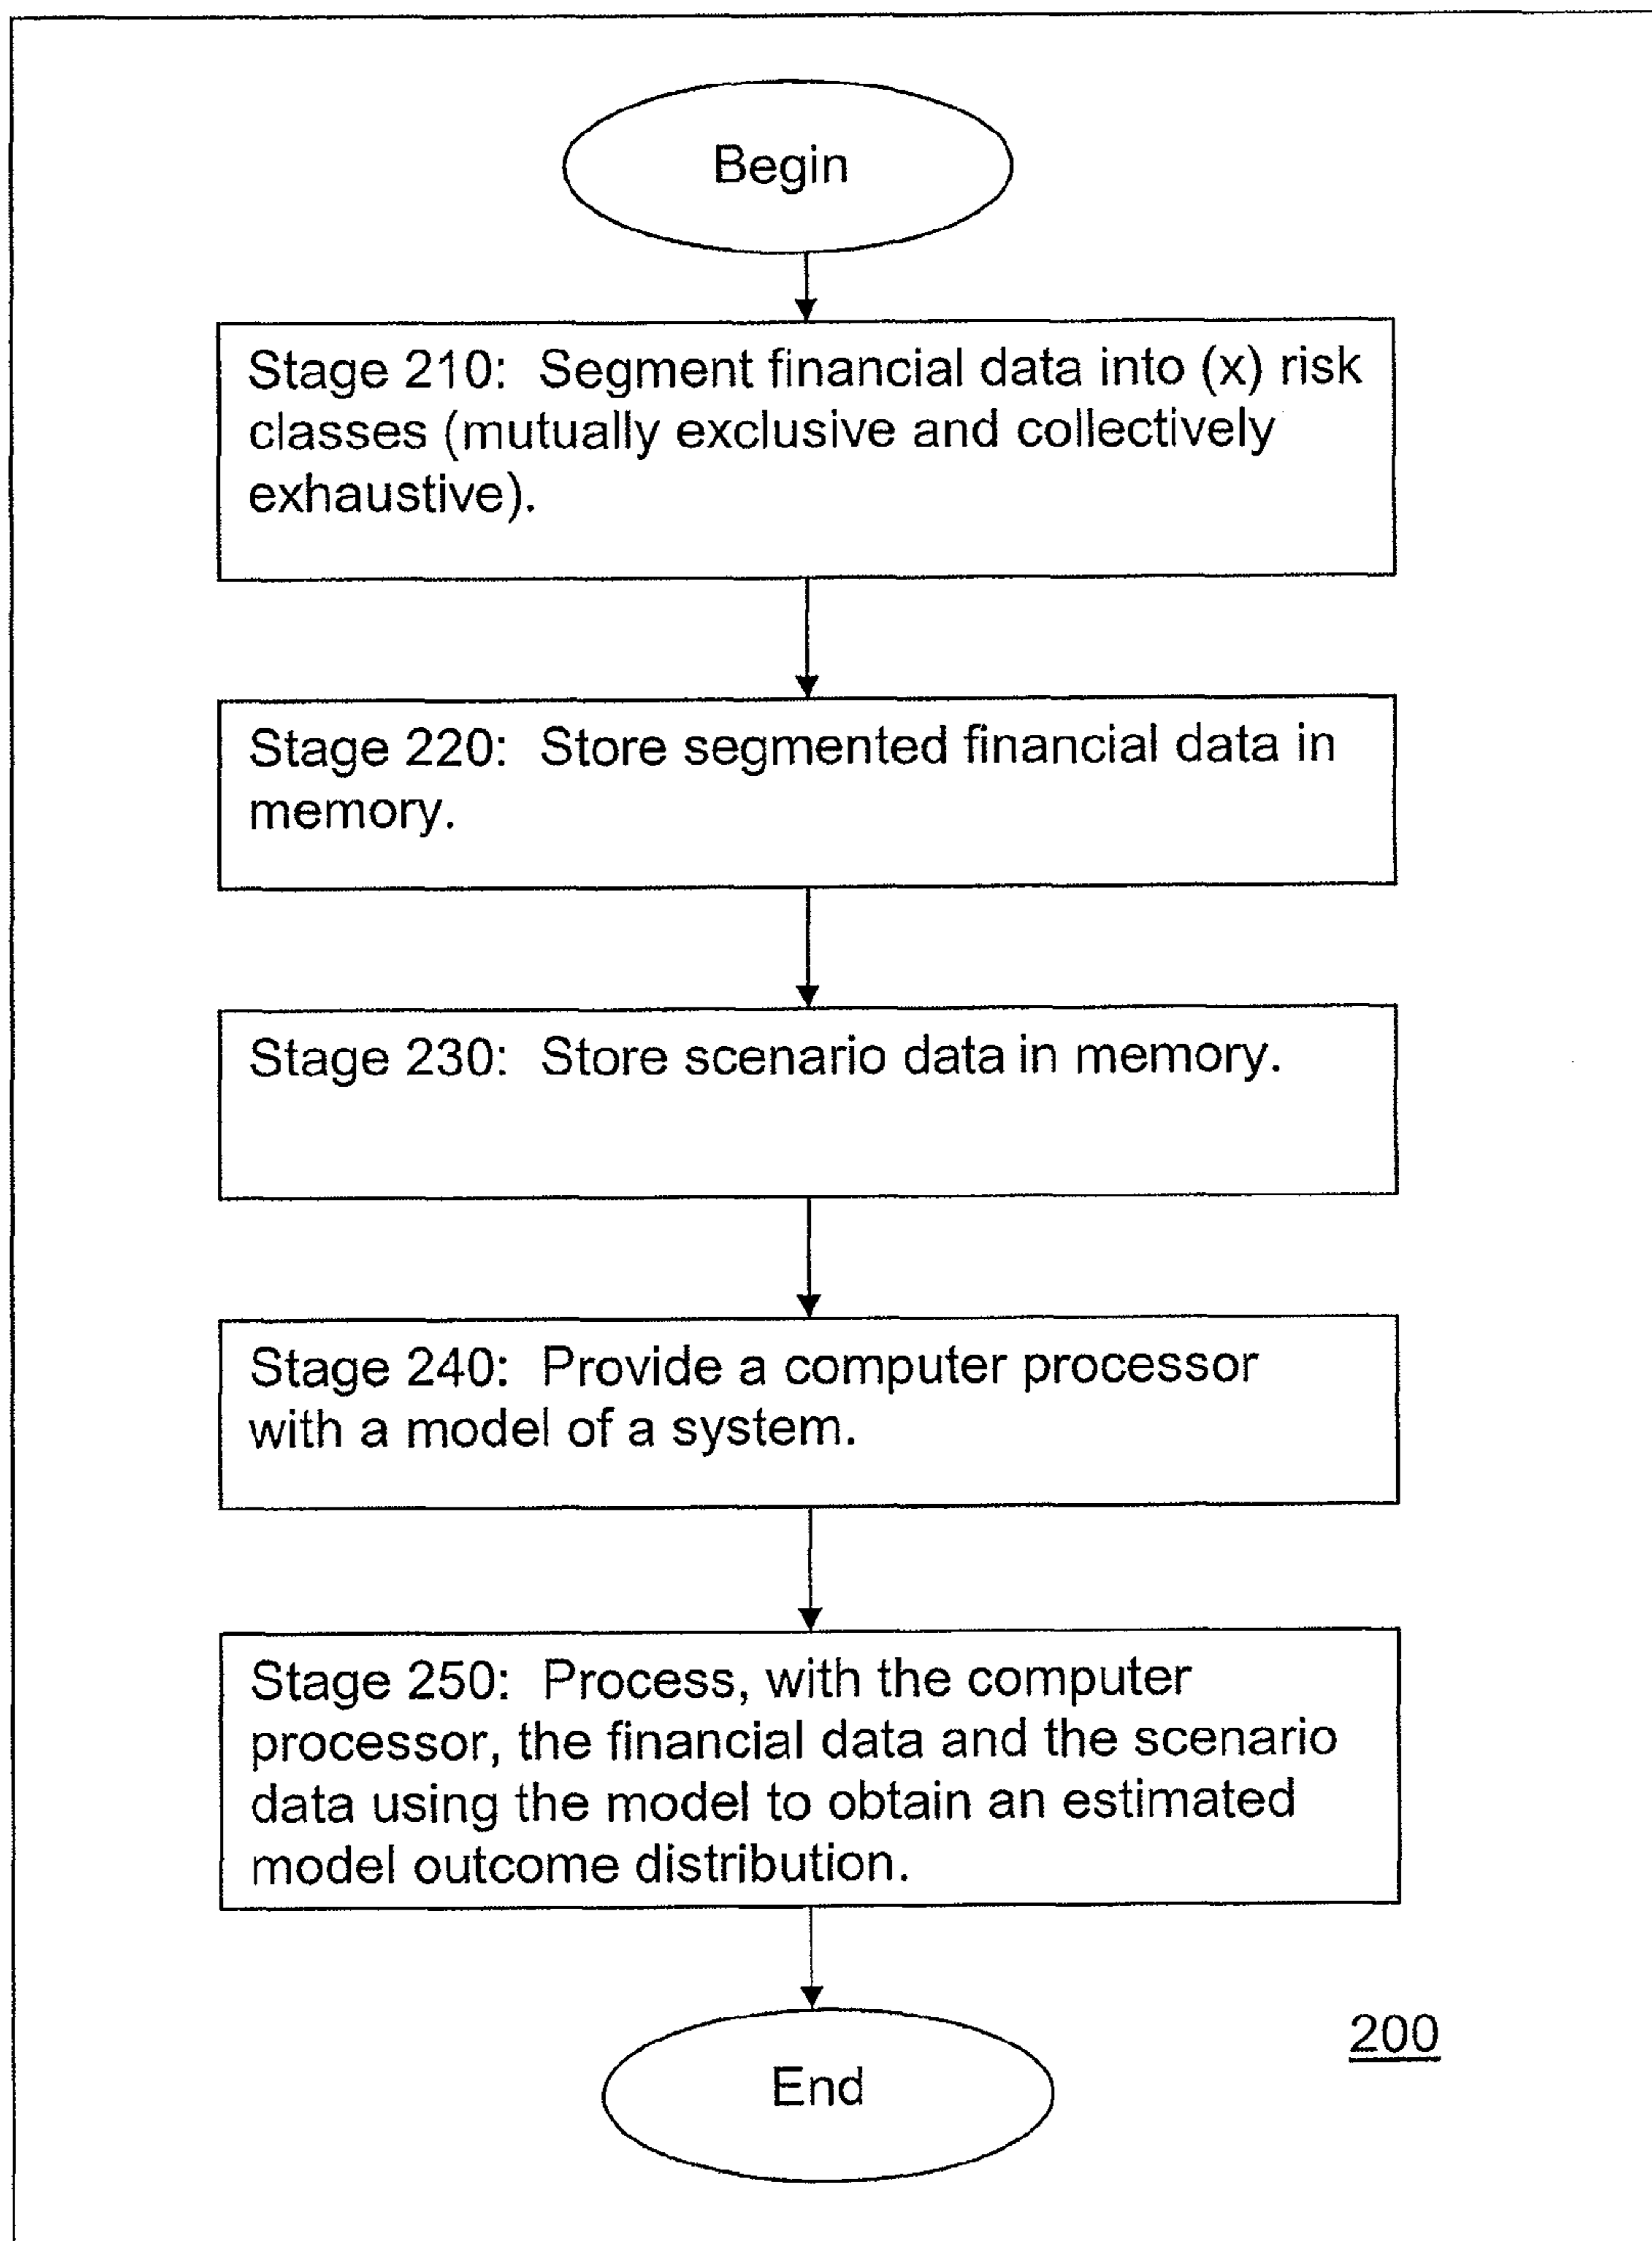 Begin
Stage 210: Segment financial data into (x) risk
classes (mutually exclusive and collectively
exhaustive).
Stage 220: Store segmented financial data in
memory.
Stage 230: Store scenario data in memory.
Stage 240: Provide a computer processor
with a model of a system.
Stage 250: Process, with the computer
processor, the financial data and the scenario
data using the model to obtain an estimated
model outcome distribution.
200
End